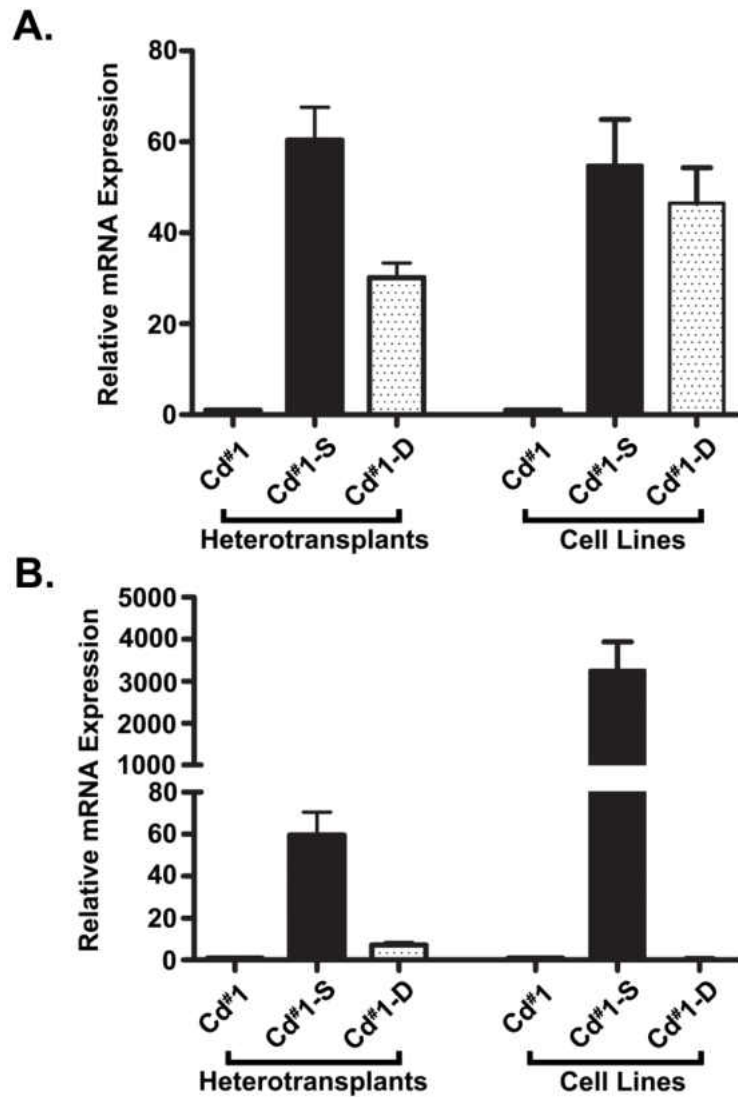 A.
Relative mRNA Expression
80
60
40
20
0
Cd#1
Cd#1-S
Cd#1-D
Cd#1
Cd#1-S
Cd#1-D
Heterotransplants
Cell Lines
B.
Relative mRNA Expression
5000
4000
3000
2000
1000
80
60
40
20
0
Cd#1
Cd#1-S
Cd#1-D
Cd#1
Cd#1-S
Cd#1-D
Heterotransplants
Cell Lines